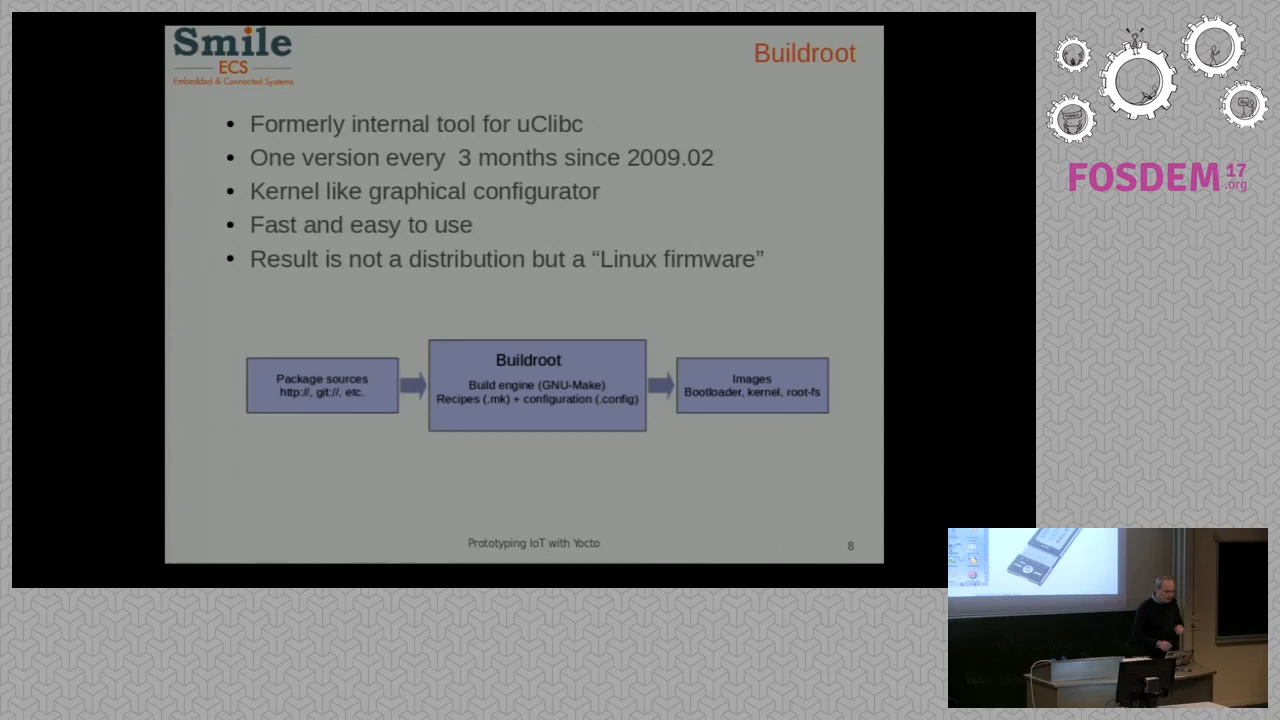 Smile
ECS
Embedded & Connected Systems
Buildroot
• Formerly internal tool for uClibc
• One version every  3 months since 2009.02
• Kernel like graphical configurator
• Fast and easy to use
• Result is not a distribution but a “Linux firmware”
Package sources
http://, git://, etc.
Buildroot
Build engine (GNU-Make)
Recipes (.mk) + configuration (.config)
Images
Bootloader, kernel, root-fs
Prototyping IoT with Yocto
8
FOSDEM 17
.org